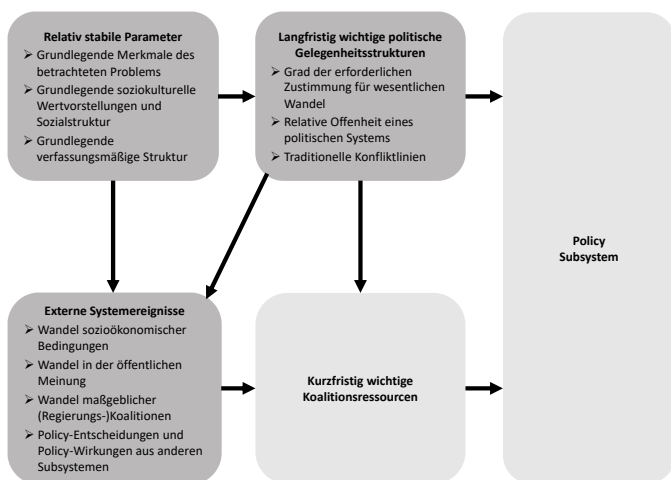 Relativ stabile Parameter
➢ Grundlegende Merkmale des
betrachteten Problems
➢ Grundlegende soziokulturelle
Wertvorstellungen und
Sozialstruktur
➢ Grundlegende
verfassungsmäßige Struktur
Langfristig wichtige politische
Gelegenheitsstrukturen
➢ Grad der erforderlichen
Zustimmung für wesentlichen
Wandel
➢ Relative Offenheit eines
politischen Systems
➢ Traditionelle Konfliktlinien
Policy
Subsystem
Externe Systemereignisse
➢ Wandel sozioökonomischer
Bedingungen
➢ Wandel in der öffentlichen
Meinung
➢ Wandel maßgeblicher
(Regierungs-)Koalitionen
➢ Policy-Entscheidungen und
Policy-Wirkungen aus anderen
Subsystemen
Kurzfristig wichtige
Koalitionsressourcen